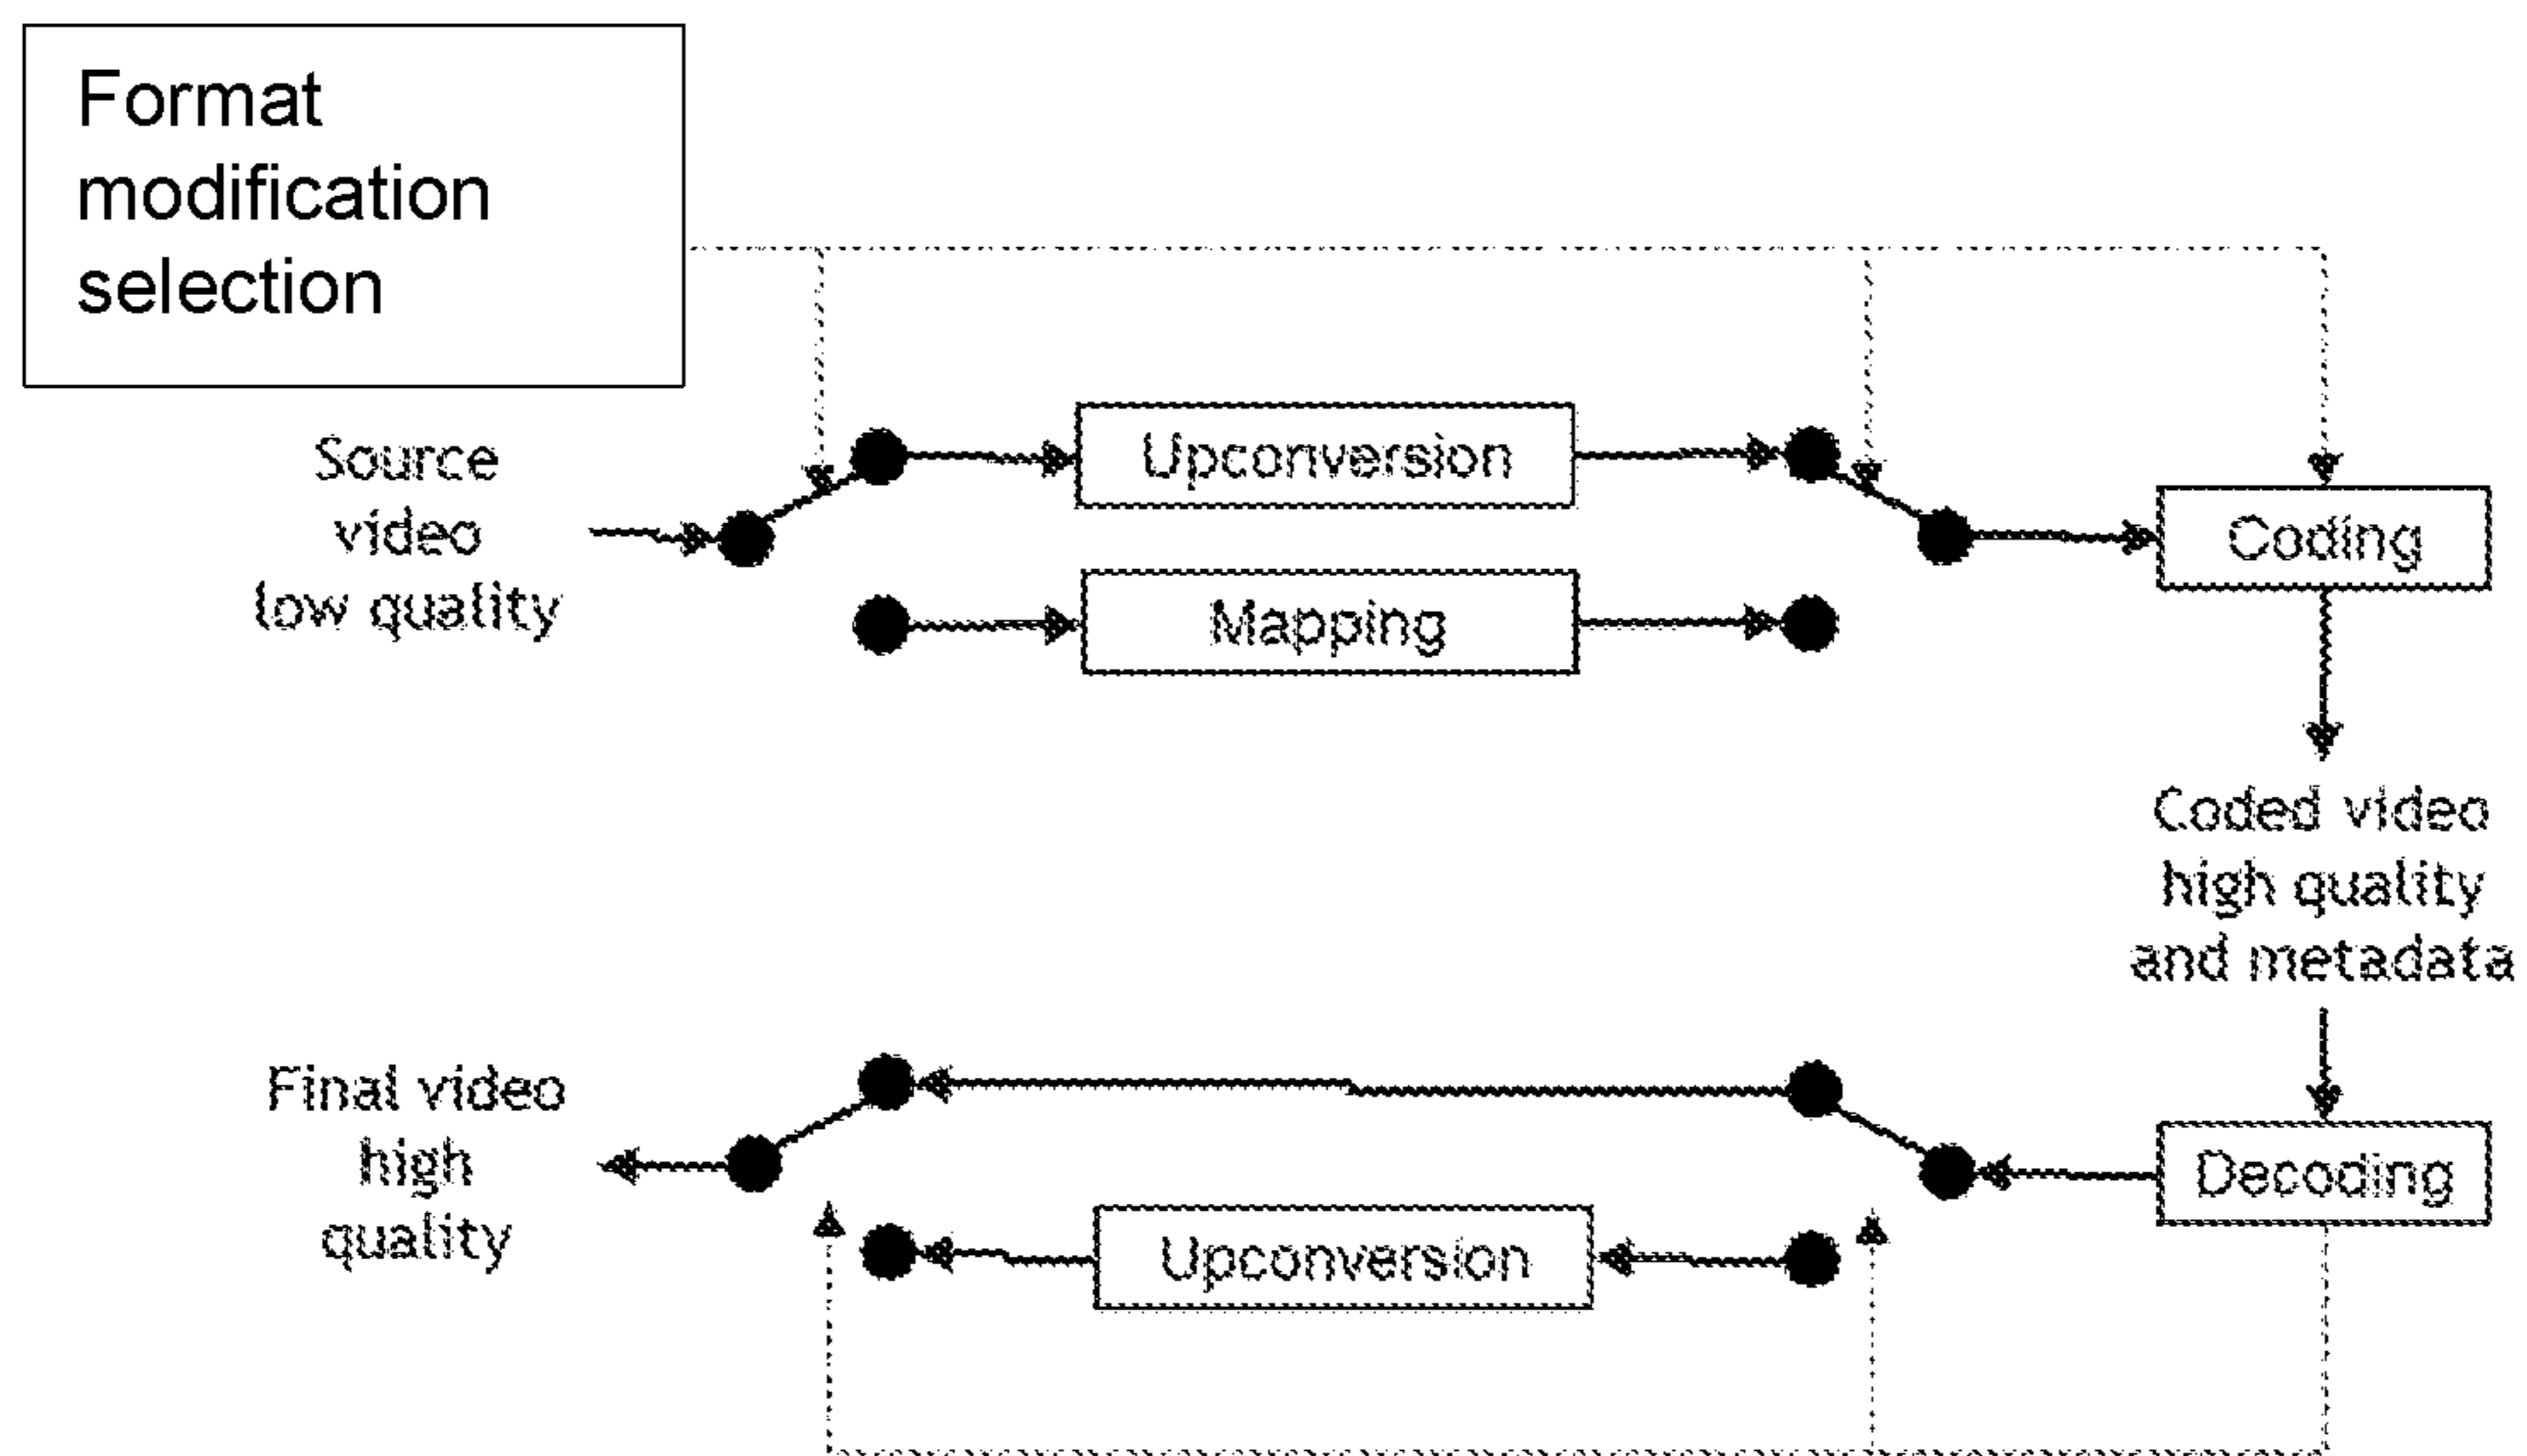 Format
modification
selection
Source
video
low quality
Upconversion
Mapping
Coding
Coded video
high quality
and metadata
Decoding
Upconversion
Final video
high
quality